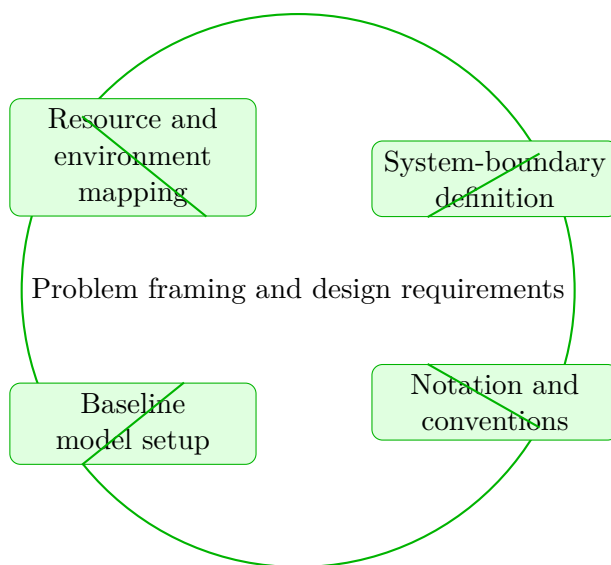 Resource and
environment
mapping
System-boundary
definition
Problem framing and design requirements
Baseline
model setup
Notation and
conventions